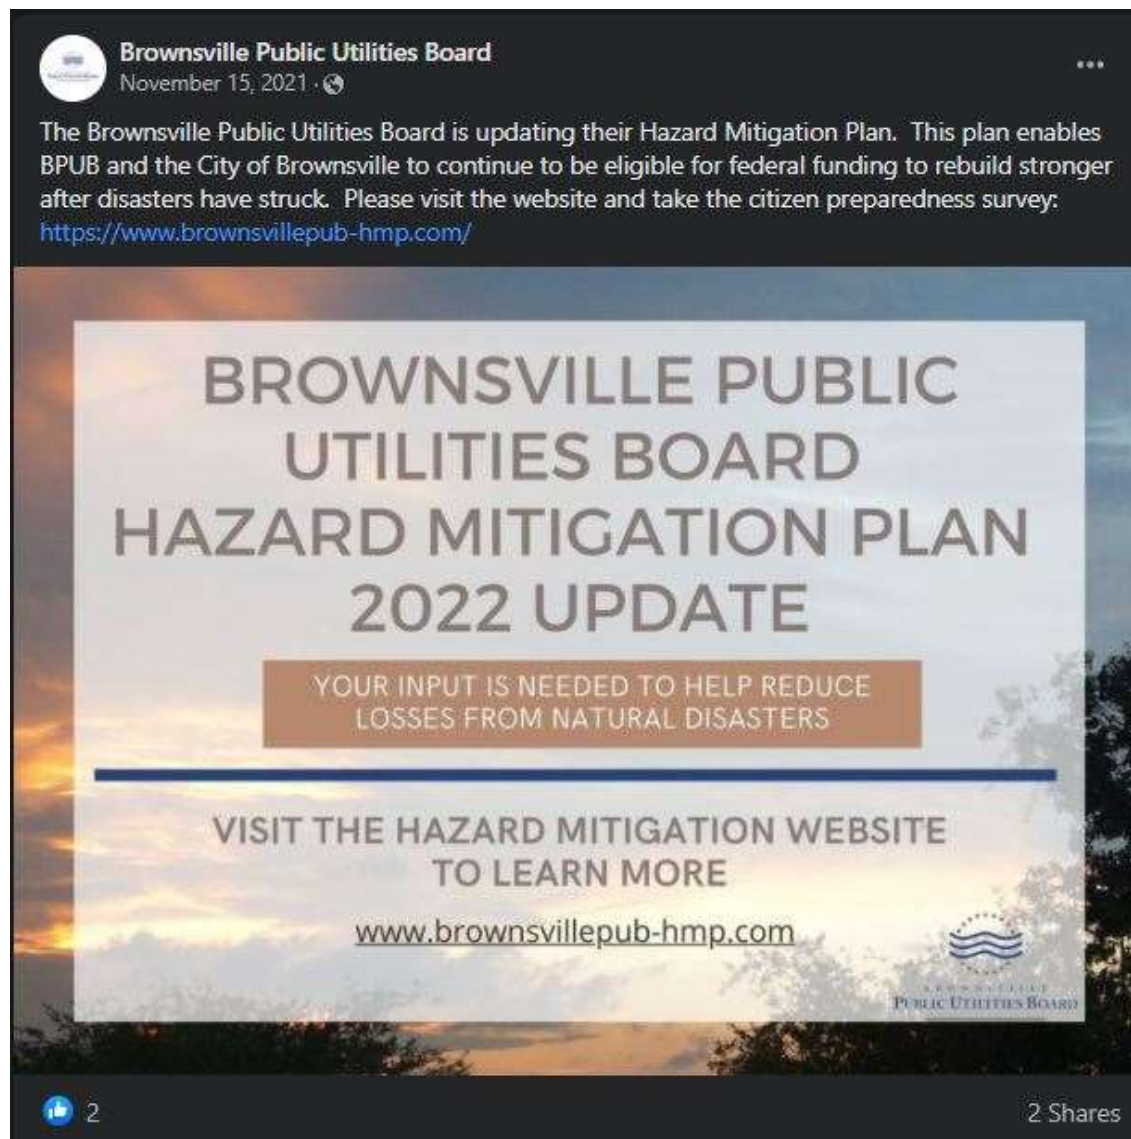 Brownsville Public Utilities Board
November 15, 2021 ·
The Brownsville Public Utilities Board is updating their Hazard Mitigation Plan. This plan enables
BPUB and the City of Brownsville to continue to be eligible for federal funding to rebuild stronger
after disasters have struck. Please visit the website and take the citizen preparedness survey:
https://www.brownsvillepub-hmp.com/
BROWNSVILLE PUBLIC
UTILITIES BOARD
HAZARD MITIGATION PLAN
2022 UPDATE
YOUR INPUT IS NEEDED TO HELP REDUCE
LOSSES FROM NATURAL DISASTERS
VISIT THE HAZARD MITIGATION WEBSITE
TO LEARN MORE
www.brownsvillepub-hmp.com
BROWNSVILLE
PUBLIC UTILITIES BOARD
2
2 Shares